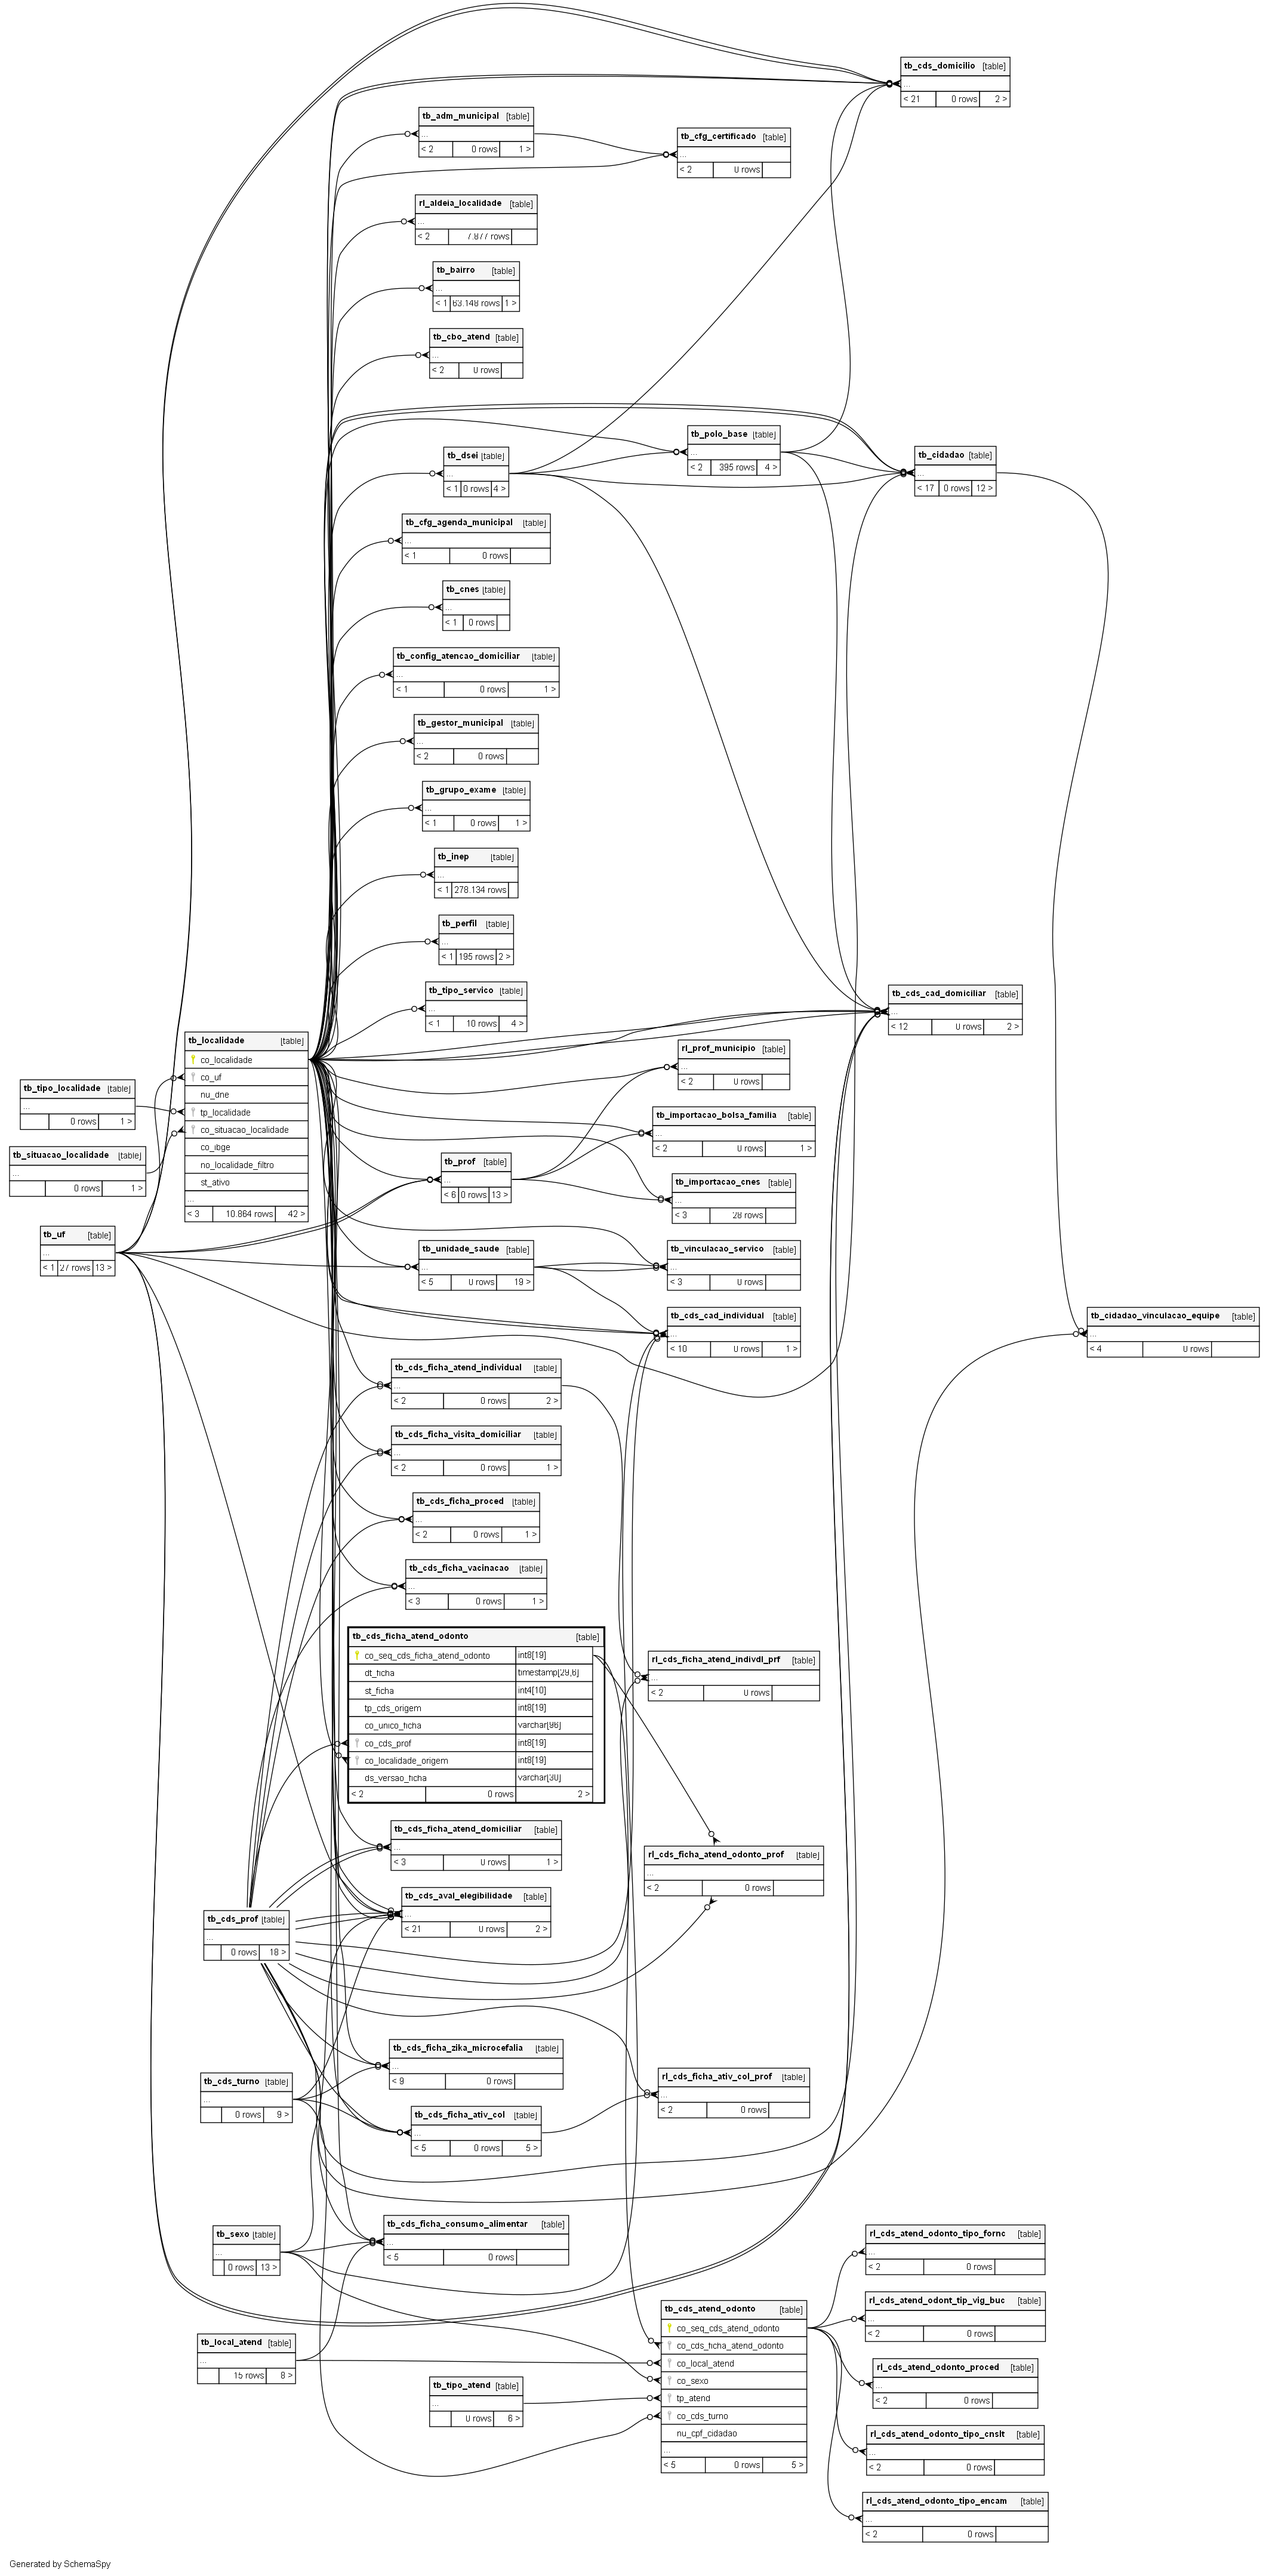 tb_cds_domicilio [table]
...
< 21 0 rows 2 >
tb_adm_municipal [table]
...
< 2 0 rows 1 >
tb_cfg_certificado [table]
...
< 2 0 rows
rl_aldeia_localidade [table]
...
< 2 7.877 rows
tb_bairro [table]
...
< 1 63.148 rows 1 >
tb_cbo_atend [table]
...
< 2 0 rows
tb_polo_base [table]
...
< 2 395 rows 4 >
tb_dsei [table]
...
< 1 0 rows 4 >
tb_cidadao [table]
...
< 17 0 rows 12 >
tb_cfg_agenda_municipal [table]
...
< 1 0 rows
tb_cnes [table]
...
< 1 0 rows
tb_config_atencao_domiciliar [table]
...
< 1 0 rows 1 >
tb_gestor_municipal [table]
...
< 2 0 rows
tb_grupo_exame [table]
...
< 1 0 rows 1 >
tb_inep [table]
...
< 1 278.134 rows
tb_perfil [table]
...
< 1 195 rows 2 >
tb_tipo_servico [table]
...
< 1 10 rows 4 >
tb_cds_cad_domiciliar [table]
...
< 12 0 rows 2 >
tb_localidade [table]
co_localidade
co_uf
nu_dne
tp_localidade
co_situacao_localidade
co_ibge
no_localidade_filtro
st_ativo
...
< 3 10.864 rows 42 >
rl_prof_municipio [table]
...
< 2 0 rows
tb_tipo_localidade [table]
...
0 rows 1 >
tb_importacao_bolsa_familia [table]
...
< 2 0 rows 1 >
tb_situacao_localidade [table]
...
0 rows 1 >
tb_prof [table]
...
< 6 0 rows 13 >
tb_importacao_cnes [table]
...
< 3 28 rows
tb_uf [table]
...
< 1 27 rows 13 >
tb_unidade_saude [table]
...
< 5 0 rows 19 >
tb_vinculacao_servico [table]
...
< 3 0 rows
tb_cds_cad_individual [table]
...
< 10 0 rows 1 >
tb_cidadao_vinculacao_equipe [table]
...
< 4 0 rows
tb_cds_ficha_atend_individual [table]
...
< 2 0 rows 2 >
tb_cds_ficha_visita_domiciliar [table]
...
< 2 0 rows 1 >
tb_cds_ficha_proced [table]
...
< 2 0 rows 1 >
tb_cds_ficha_vacinacao [table]
...
< 3 0 rows 1 >
tb_cds_ficha_atend_odonto [table]
co_seq_cds_ficha_atend_odonto int8[19]
dt_ficha timestamp[29,6]
st_ficha int4[10]
tp_cds_origem int8[19]
co_unico_ficha varchar[96]
co_cds_prof int8[19]
co_localidade_origem int8[19]
ds_versao_ficha varchar[30]
< 2 0 rows 2 >
rl_cds_ficha_atend_indivdl_prf [table]
...
< 2 0 rows
tb_cds_ficha_atend_domiciliar [table]
...
< 3 0 rows 1 >
rl_cds_ficha_atend_odonto_prof [table]
...
< 2 0 rows
tb_cds_aval_elegibilidade [table]
...
< 21 0 rows 2 >
tb_cds_prof [table]
...
0 rows 18 >
tb_cds_ficha_zika_microcefalia [table]
...
< 9 0 rows
tb_cds_turno [table]
...
0 rows 9 >
rl_cds_ficha_ativ_col_prof [table]
...
< 2 0 rows
tb_cds_ficha_ativ_col [table]
...
< 5 0 rows 5 >
tb_cds_ficha_consumo_alimentar [table]
...
< 5 0 rows
tb_sexo [table]
...
0 rows 13 >
rl_cds_atend_odonto_tipo_fornc [table]
...
< 2 0 rows
rl_cds_atend_odont_tip_vig_buc [table]
...
< 2 0 rows
tb_cds_atend_odonto [table]
co_seq_cds_atend_odonto
co_cds_ficha_atend_odonto
co_local_atend
co_sexo
tp_atend
co_cds_turno
nu_cpf_cidadao
...
< 5 0 rows 5 >
tb_local_atend [table]
...
15 rows 8 >
rl_cds_atend_odonto_proced [table]
...
< 2 0 rows
tb_tipo_atend [table]
...
0 rows 6 >
rl_cds_atend_odonto_tipo_cnslt [table]
...
< 2 0 rows
rl_cds_atend_odonto_tipo_encam [table]
...
< 2 0 rows
Generated by SchemaSpy